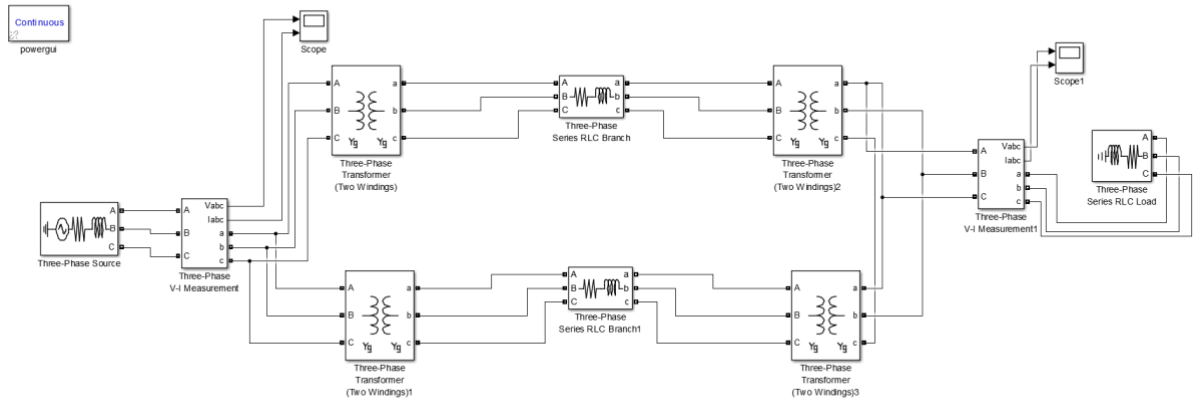 Continuous
powergui
Scope
A
B
C
Yg Yg
a
b
c
Three-Phase
Transformer
(Two Windings)
A
B
C
a
b
c
Three-Phase
Series RLC Branch
A
B
C
Yg Yg
a
b
c
Three-Phase
Transformer
(Two Windings)2
Scope1
A
B
C
Vabc
Iabc
a
b
c
Three-Phase
V-I Measurement1
A
B
C
Three-Phase
Series RLC Load
A
B
C
Three-Phase Source
A
B
C
Vabc
Iabc
a
b
c
Three-Phase
V-I Measurement
A
B
C
Yg Yg
a
b
c
Three-Phase
Transformer
(Two Windings)1
A
B
C
a
b
c
Three-Phase
Series RLC Branch1
A
B
C
Yg Yg
a
b
c
Three-Phase
Transformer
(Two Windings)3